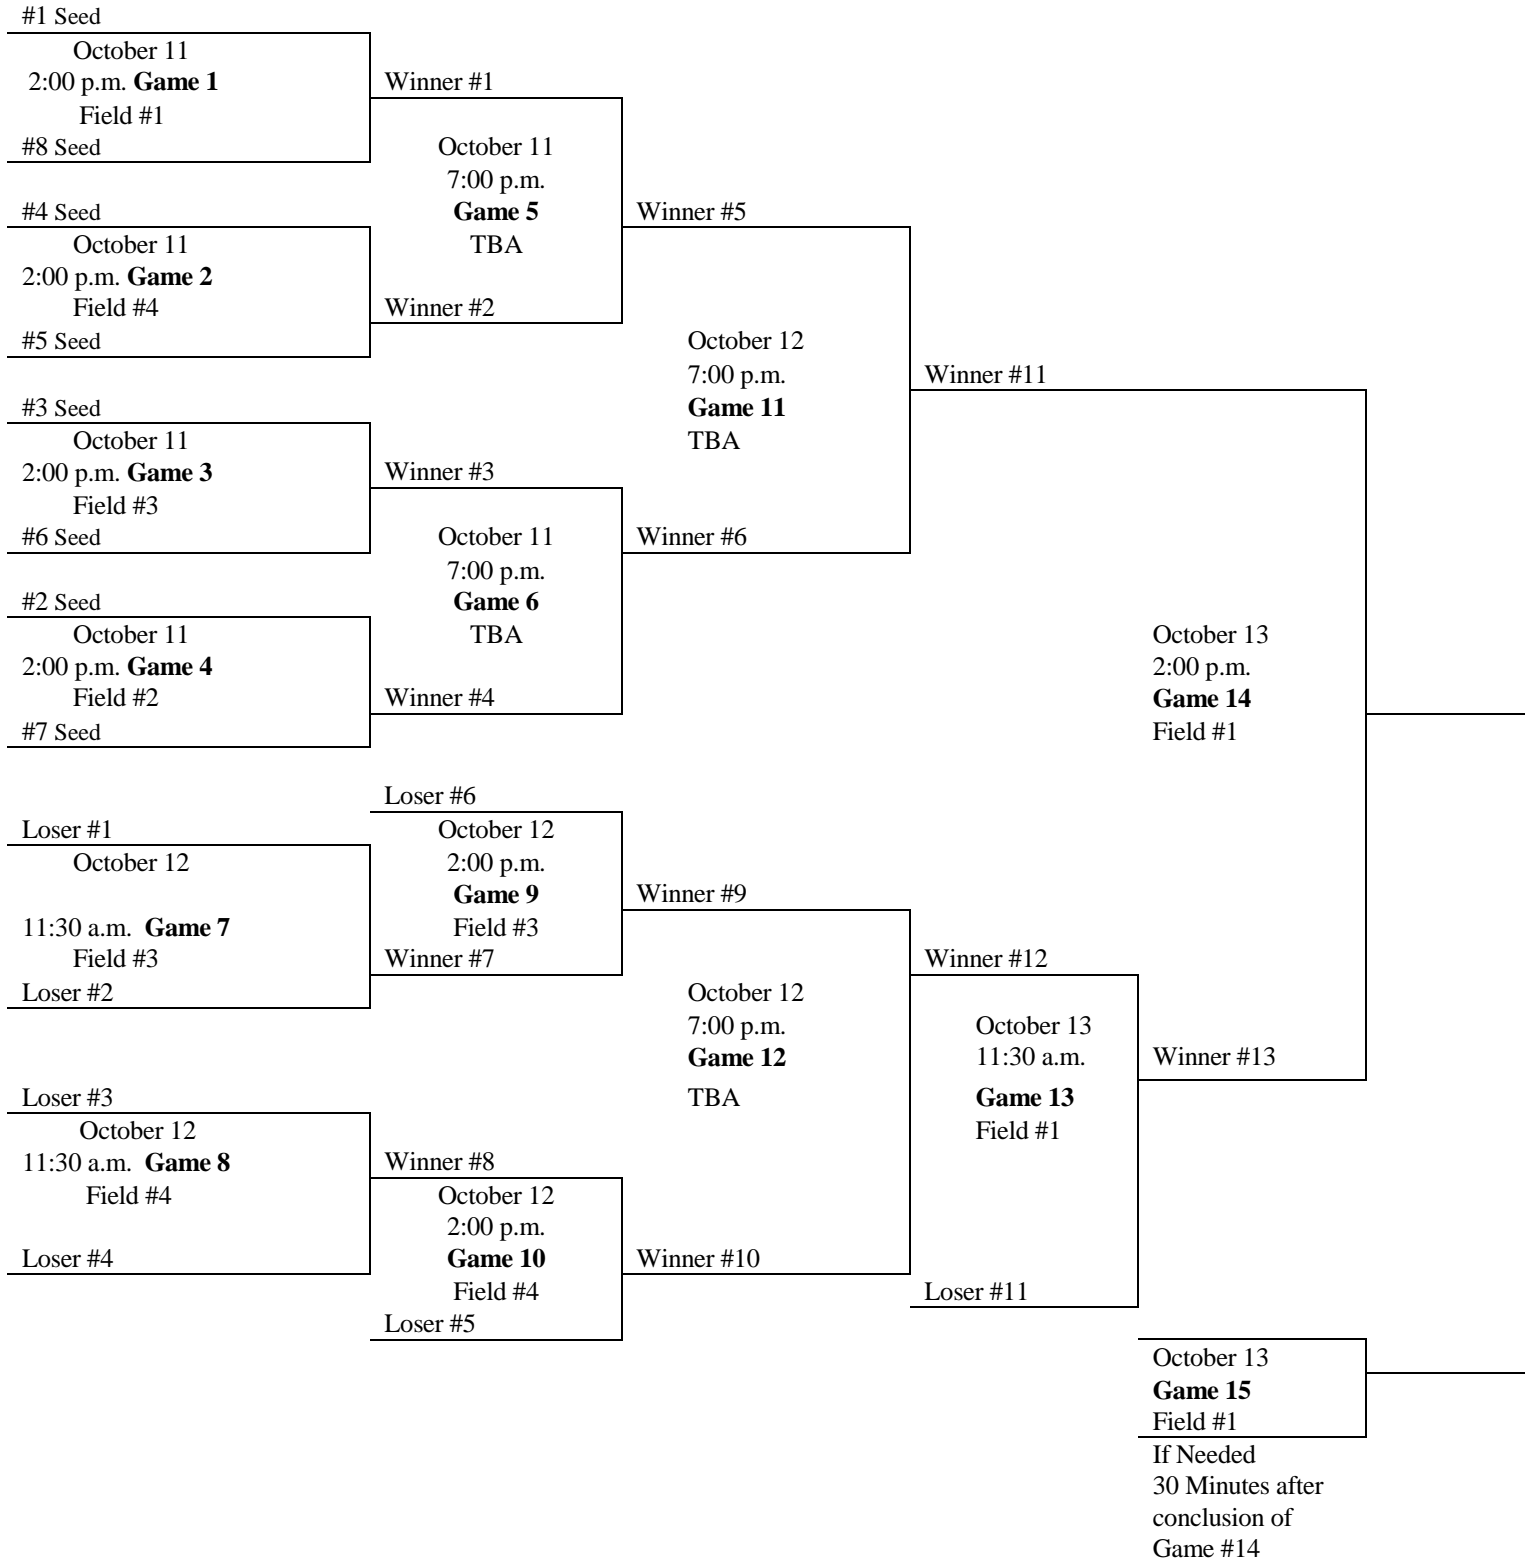 #1 Seed
October 11
2:00 p.m. Game 1
Field #1
#8 Seed
#4 Seed
October 11
2:00 p.m. Game 2
Field #4
#5 Seed
#3 Seed
October 11
2:00 p.m. Game 3
Field #3
#6 Seed
#2 Seed
October 11
2:00 p.m. Game 4
Field #2
#7 Seed
Winner #1
October 11
7:00 p.m.
Game 5
TBA
Winner #2
Winner #3
October 11
7:00 p.m.
Game 6
TBA
Winner #4
Winner #5
October 12
7:00 p.m.
Game 11
TBA
Winner #6
Winner #11
October 13
2:00 p.m.
Game 14
Field #1
Loser #1
October 12
11:30 a.m. Game 7
Field #3
Loser #2
Loser #3
October 12
11:30 a.m. Game 8
Field #4
Loser #4
Loser #6
October 12
2:00 p.m.
Game 9
Field #3
Winner #7
Winner #8
October 12
2:00 p.m.
Game 10
Field #4
Loser #5
Winner #9
October 12
7:00 p.m.
Game 12
TBA
Winner #10
Winner #12
October 13
11:30 a.m.
Game 13
Field #1
Loser #11
Winner #13
October 13
Game 15
Field #1
If Needed
30 Minutes after
conclusion of
Game #14